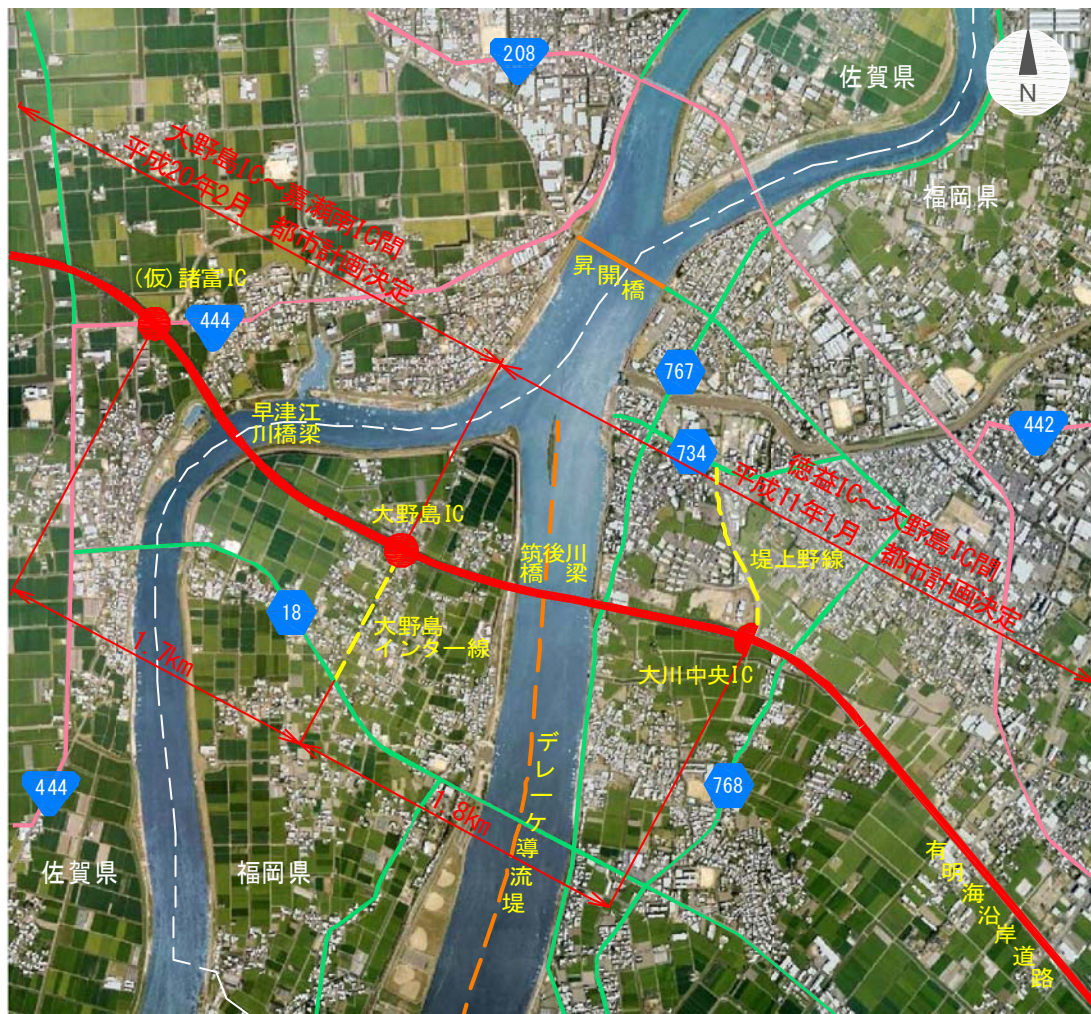 208
佐賀県
N
福岡県
大野島IC～嘉瀬南IC間
平成20年2月 都市計画決定
(仮)諸富IC
444
昇開橋
767
早津江
川橋梁
734
442
徳益IC～大野島IC間
平成11年1月 都市計画決定
大野島IC
筑後川
橋梁
堤上野線
18
大野島
インター線
1.7km
大川中央IC
デレーケ導流堤
768
1.8km
444
有明海沿岸道路
佐賀県
福岡県